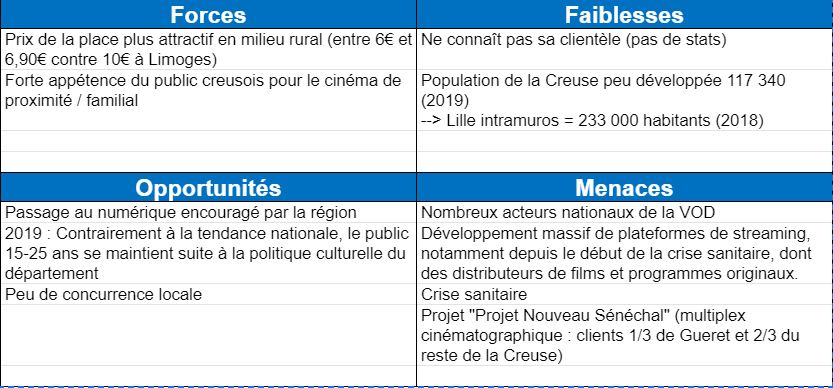 Forces
Prix de la place plus attractif en milieu rural (entre 6€ et
6,90€ contre 10€ à Limoges)
Forte appétence du public creusois pour le cinéma de
proximité / familial
Faiblesses
Ne connaît pas sa clientèle (pas de stats)
Population de la Creuse peu développée 117 340
(2019)
--> Lille intramuros = 233 000 habitants (2018)
Opportunités
Passage au numérique encouragé par la région
2019 : Contrairement à la tendance nationale, le public
15-25 ans se maintient suite à la politique culturelle du
département
Peu de concurrence locale
Menaces
Nombreux acteurs nationaux de la VOD
Développement massif de plateformes de streaming,
notamment depuis le début de la crise sanitaire, dont
des distributeurs de films et programmes originaux.
Crise sanitaire
Projet "Projet Nouveau Sénéchal" (multiplex
cinématographique : clients 1/3 de Gueret et 2/3 du
reste de la Creuse)